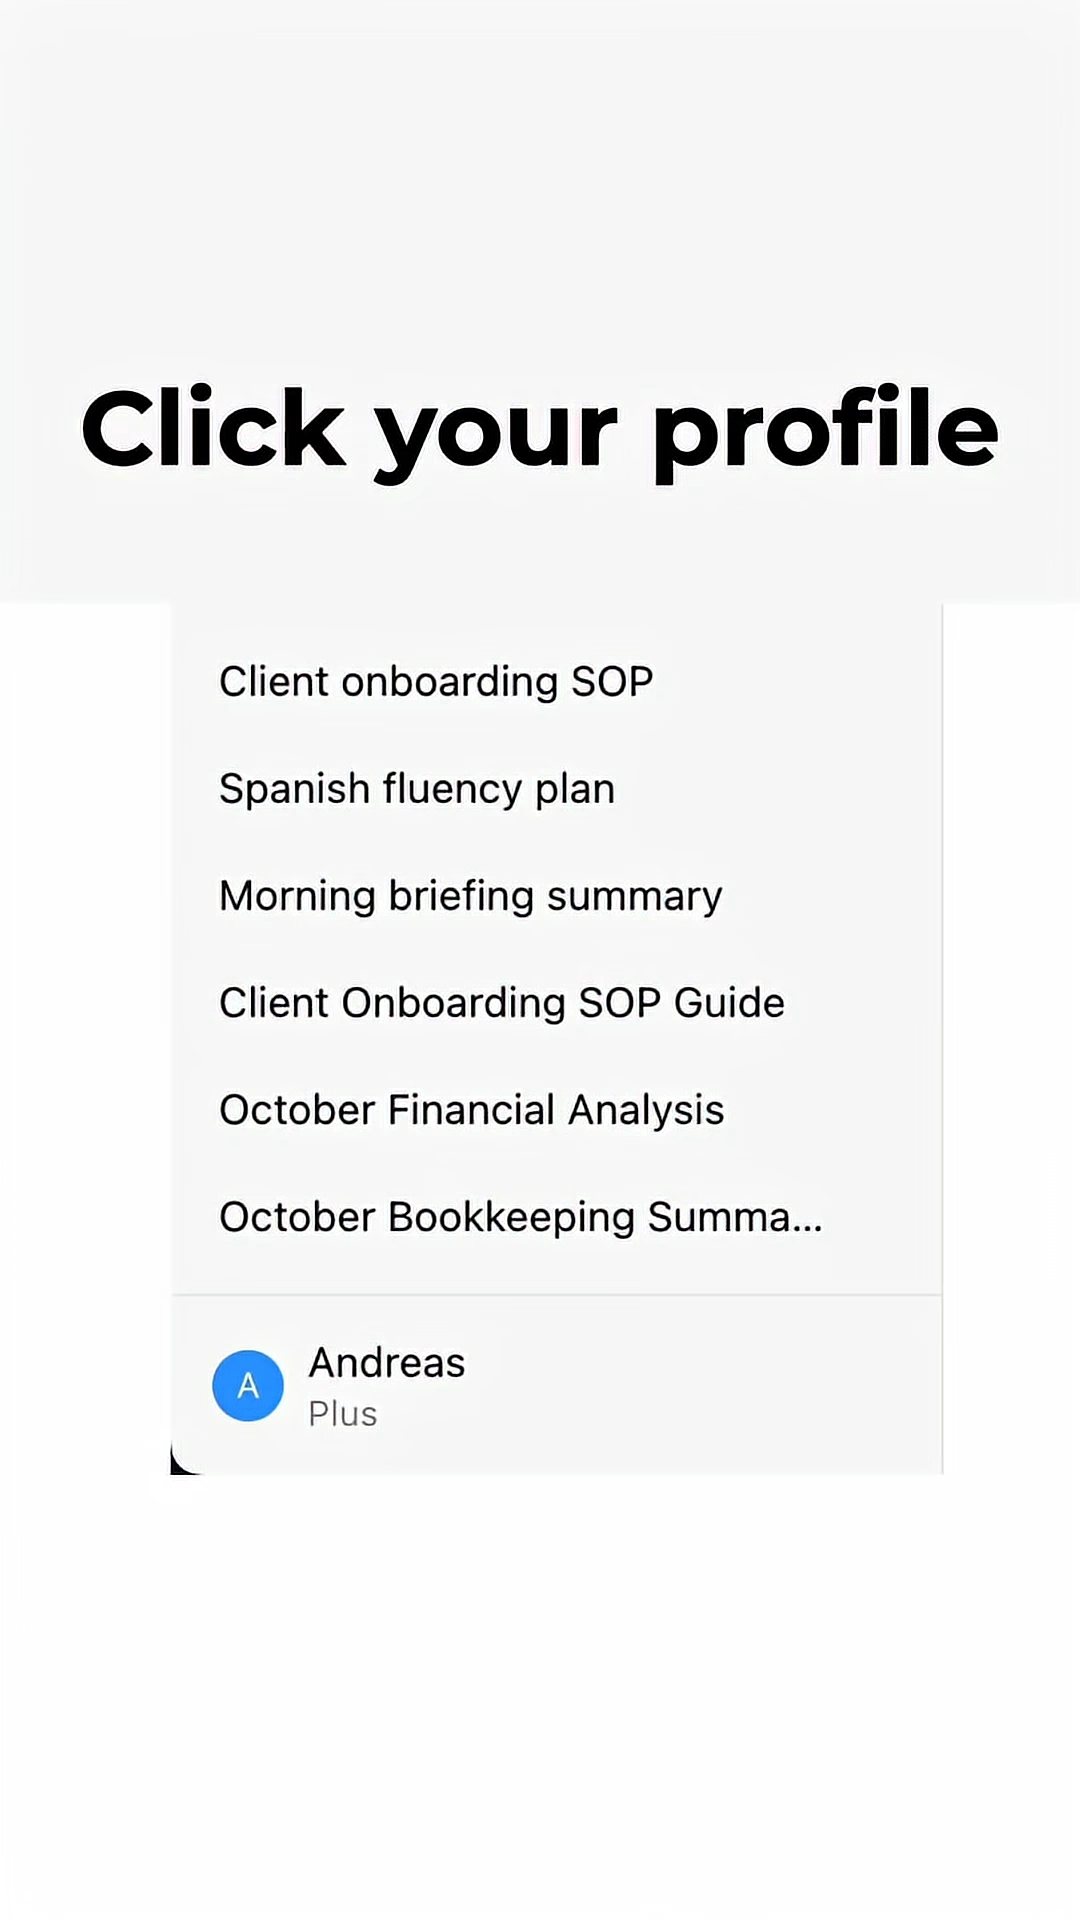 Click your profile
Client onboarding SOP
Spanish fluency plan
Morning briefing summary
Client Onboarding SOP Guide
October Financial Analysis
October Bookkeeping Summa...
A
Andreas
Plus